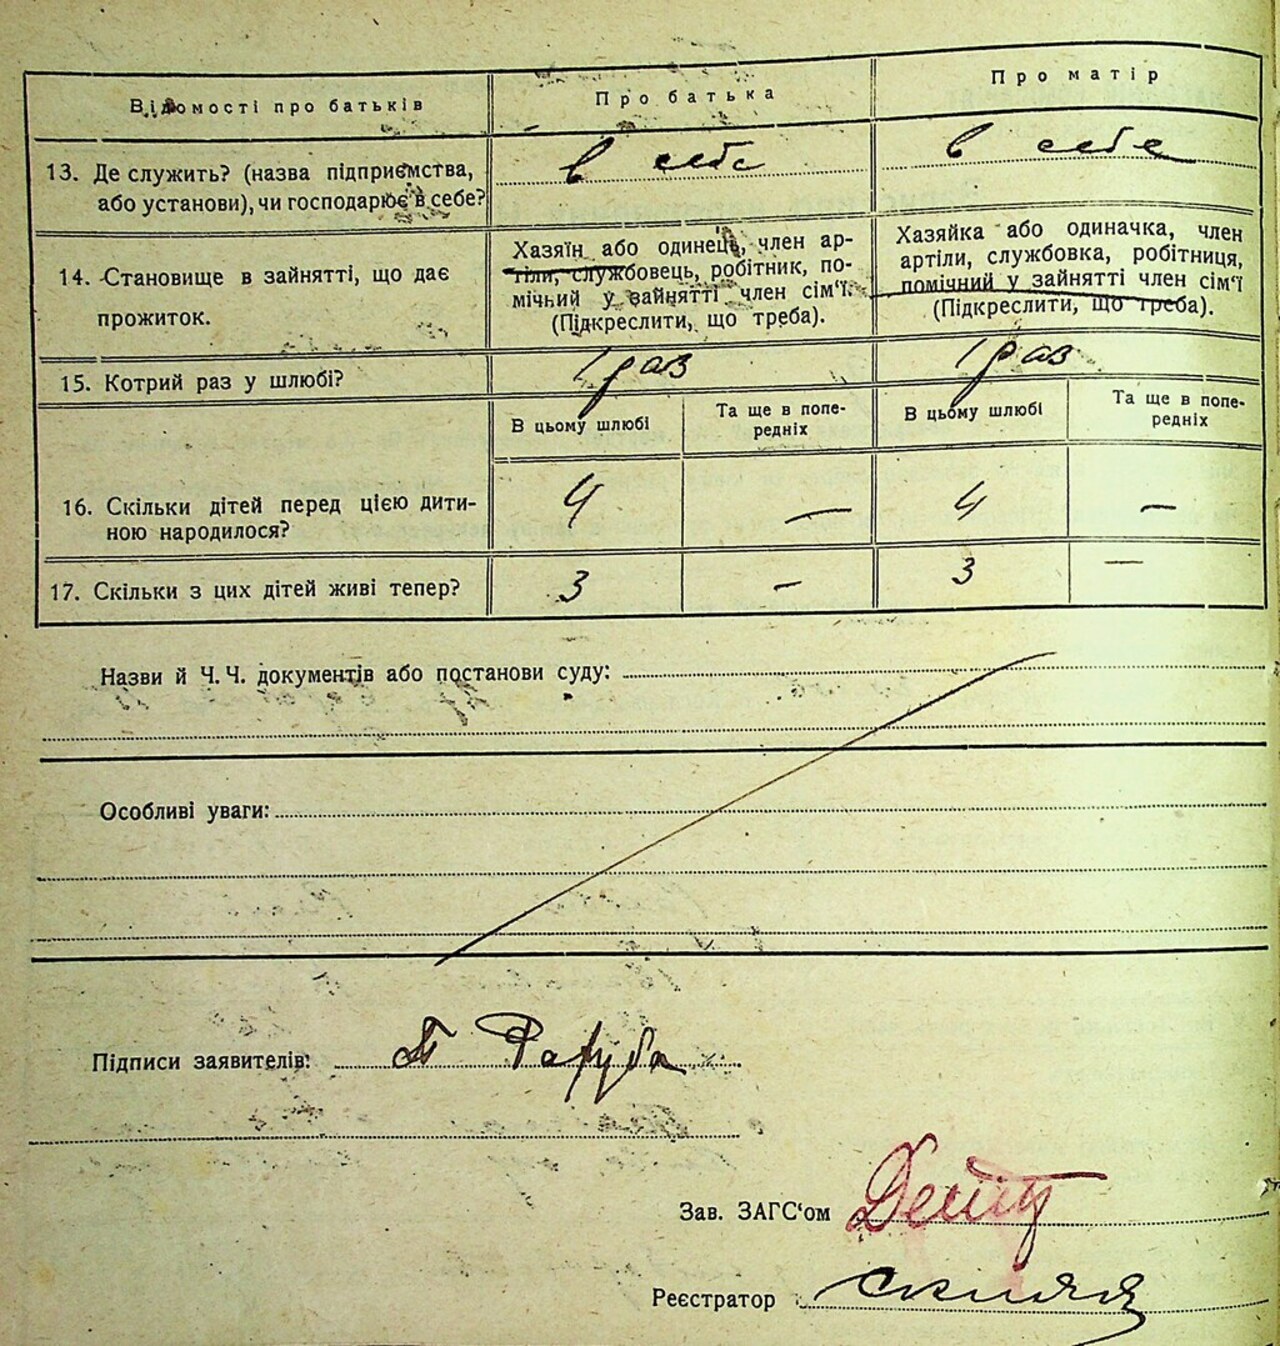 Відомості про батьків
Про батька
Про матір
13. Де служить? (назва підприємства,
або установи), чи господарює в себе?
в себе
в себе
14. Становище в зайнятті, що дає
прожиток.
Хазяїн або одинець, член ар-
тіли, службовець, робітник, по-
мічний у зайнятті член сім'ї.
(Підкреслити, що треба).
Хазяйка або одиначка, член
артіли, службовка, робітниця,
помічний у зайнятті член сім'ї
(Підкреслити, що треба).
15. Котрий раз у шлюбі?
1 раз
1 раз
В цьому шлюбі
Та ще в попе-
редніх
В цьому шлюбі
Та ще в попе-
редніх
16. Скільки дітей перед цією дити-
ною народилося?
4
—
4
—
17. Скільки з цих дітей живі тепер?
3
—
3
—
Назви й Ч. Ч. документів або постанови суду:
Особливі уваги:
Підписи заявителів:
Зав. ЗАГС'ом
Реєстратор